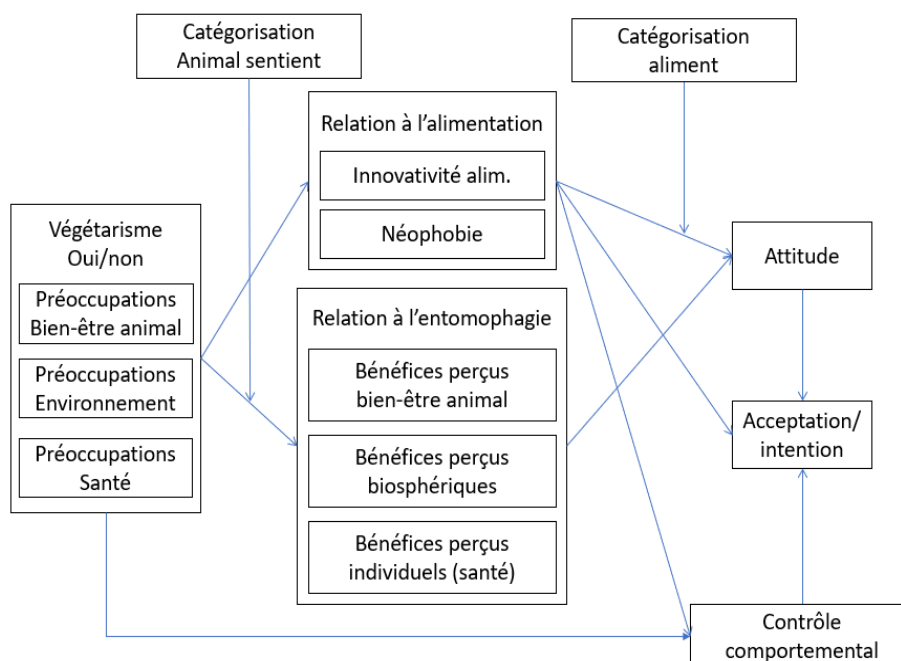 Catégorisation
Animal sentient
Catégorisation
aliment
Relation à l'alimentation
Innovativité alim.
Néophobie
Végétarisme
Oui/non
Préoccupations
Bien-être animal
Préoccupations
Environnement
Préoccupations
Santé
Relation à l'entomophagie
Bénéfices perçus
bien-être animal
Bénéfices perçus
biosphériques
Bénéfices perçus
individuels (santé)
Attitude
Acceptation/
intention
Contrôle
comportemental